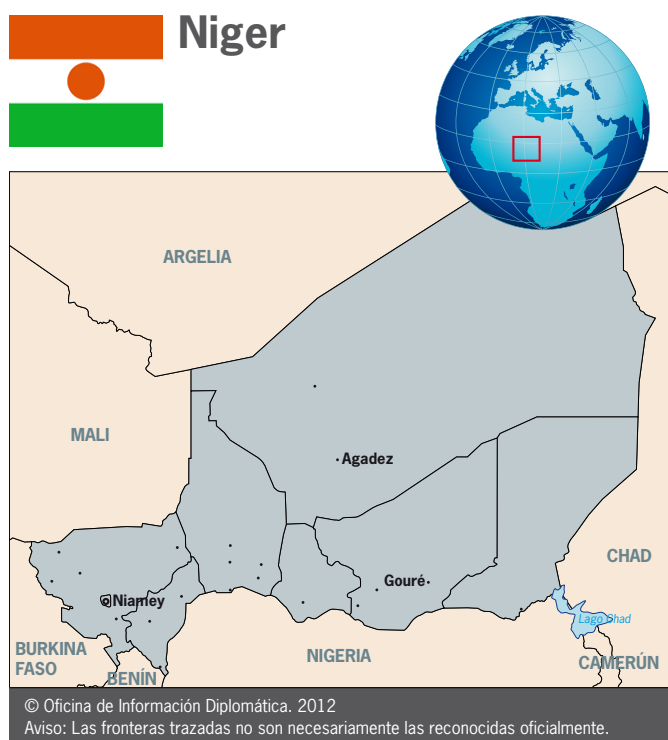 Niger
ARGELIA
MALI
Agadez
CHAD
Gouré
Niamey
Lago Chad
BURKINA
FASO
NIGERIA
CAMERÚN
BENÍN
© Oficina de Información Diplomática. 2012
Aviso: Las fronteras trazadas no son necesariamente las reconocidas oficialmente.